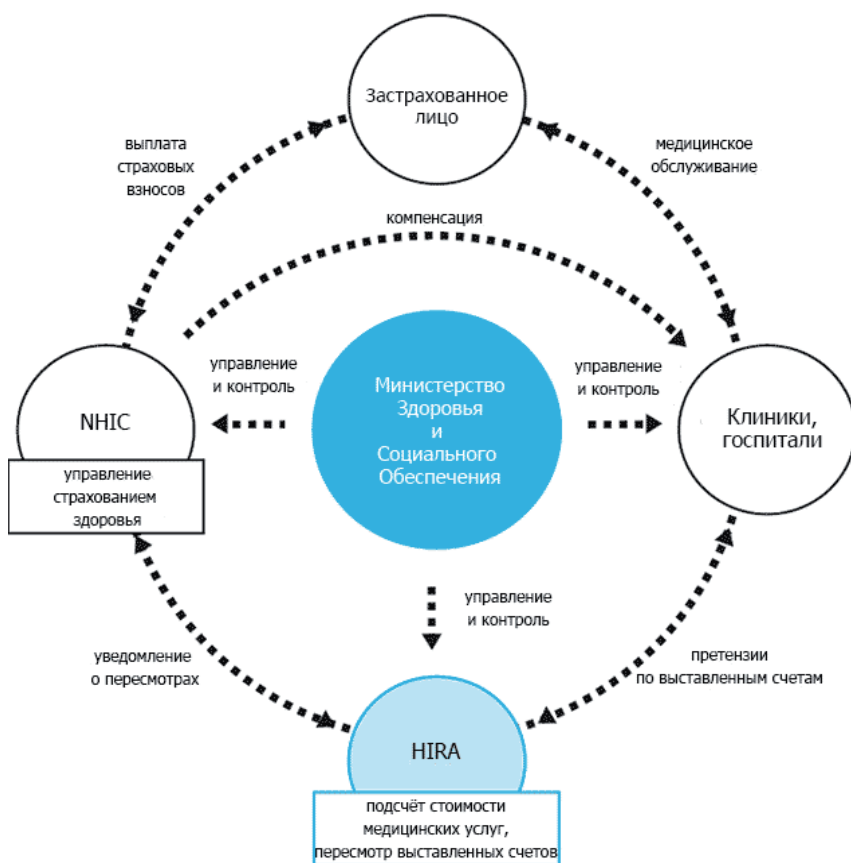 Застрахованное
лицо
выплата
страховых
взносов
медицинское
обслуживание
компенсация
управление
и контроль
управление
и контроль
Министерство
Здоровья
и
Социального
Обеспечения
NHIC
управление
страхованием
здоровья
Клиники,
госпитали
управление
и контроль
уведомление
о пересмотрах
претензии
по выставленным счетам
HIRA
подсчёт стоимости
медицинских услуг,
пересмотр выставленных счетов